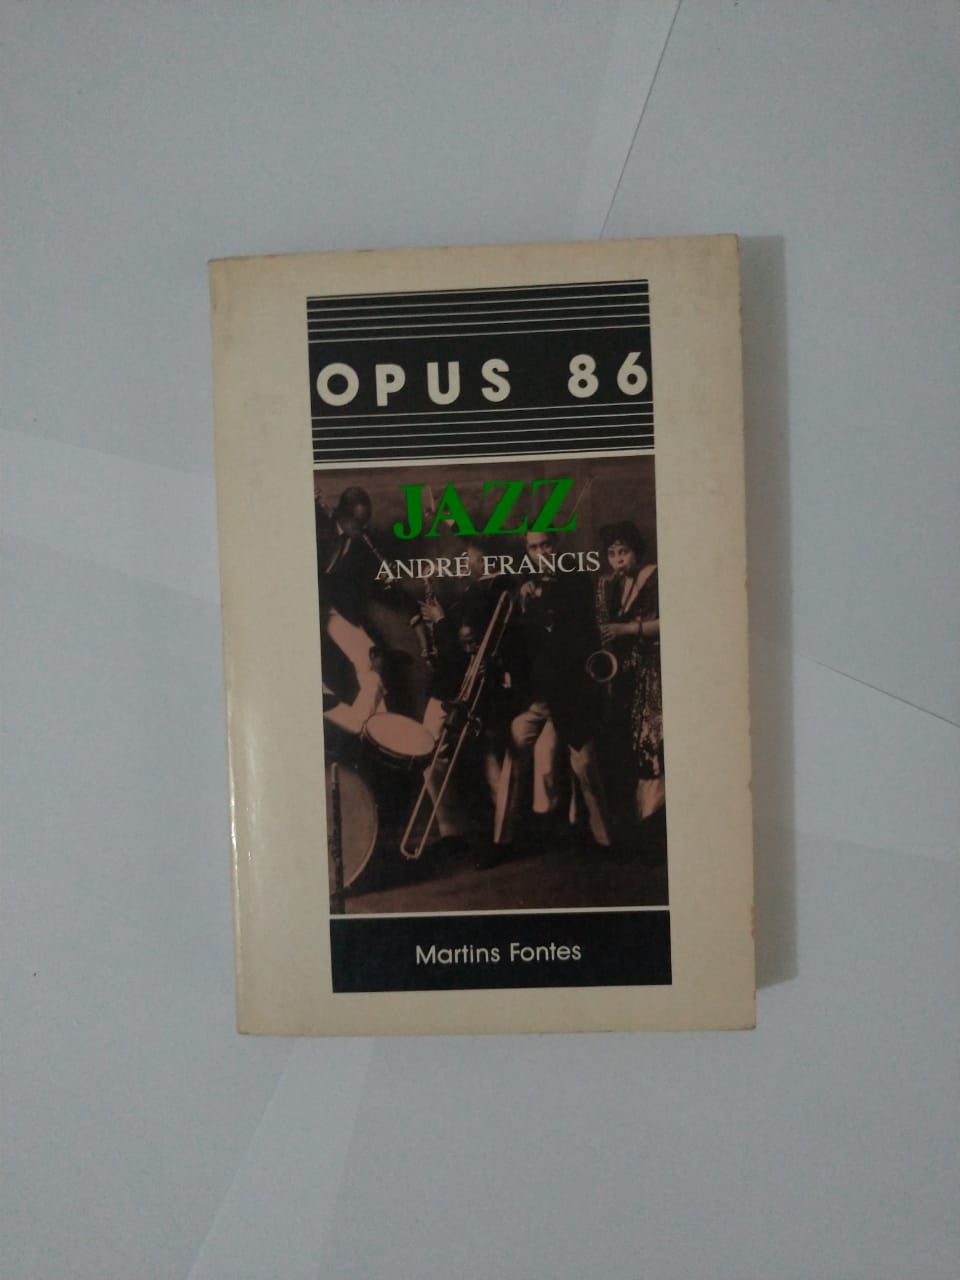 OPUS 86
JAZZ
ANDRÉ FRANCIS
Martins Fontes